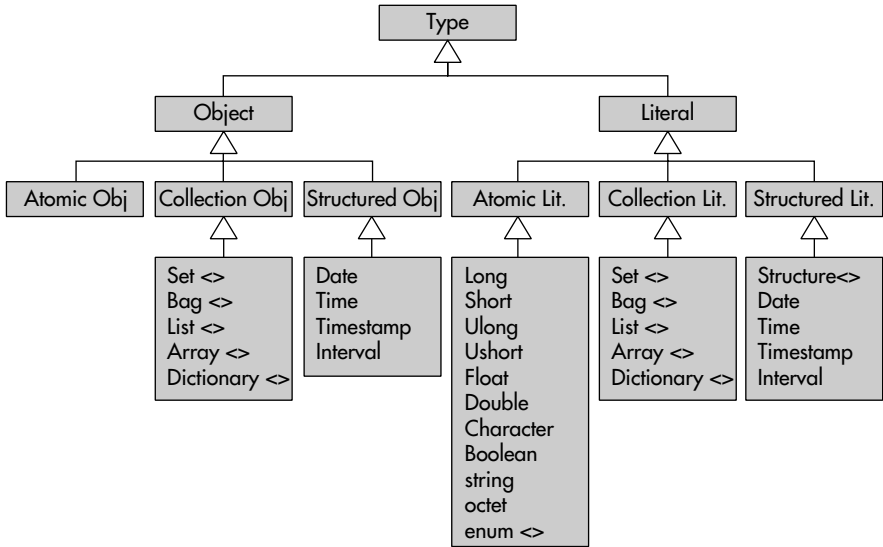 Type
Object
Literal
Atomic Obj
Collection Obj
Structured Obj
Atomic Lit.
Collection Lit.
Structured Lit.
Set <>
Bag <>
List <>
Array <>
Dictionary <>
Date
Time
Timestamp
Interval
Long
Short
Ulong
Ushort
Float
Double
Character
Boolean
string
octet
enum <>
Set <>
Bag <>
List <>
Array <>
Dictionary <>
Structure<>
Date
Time
Timestamp
Interval